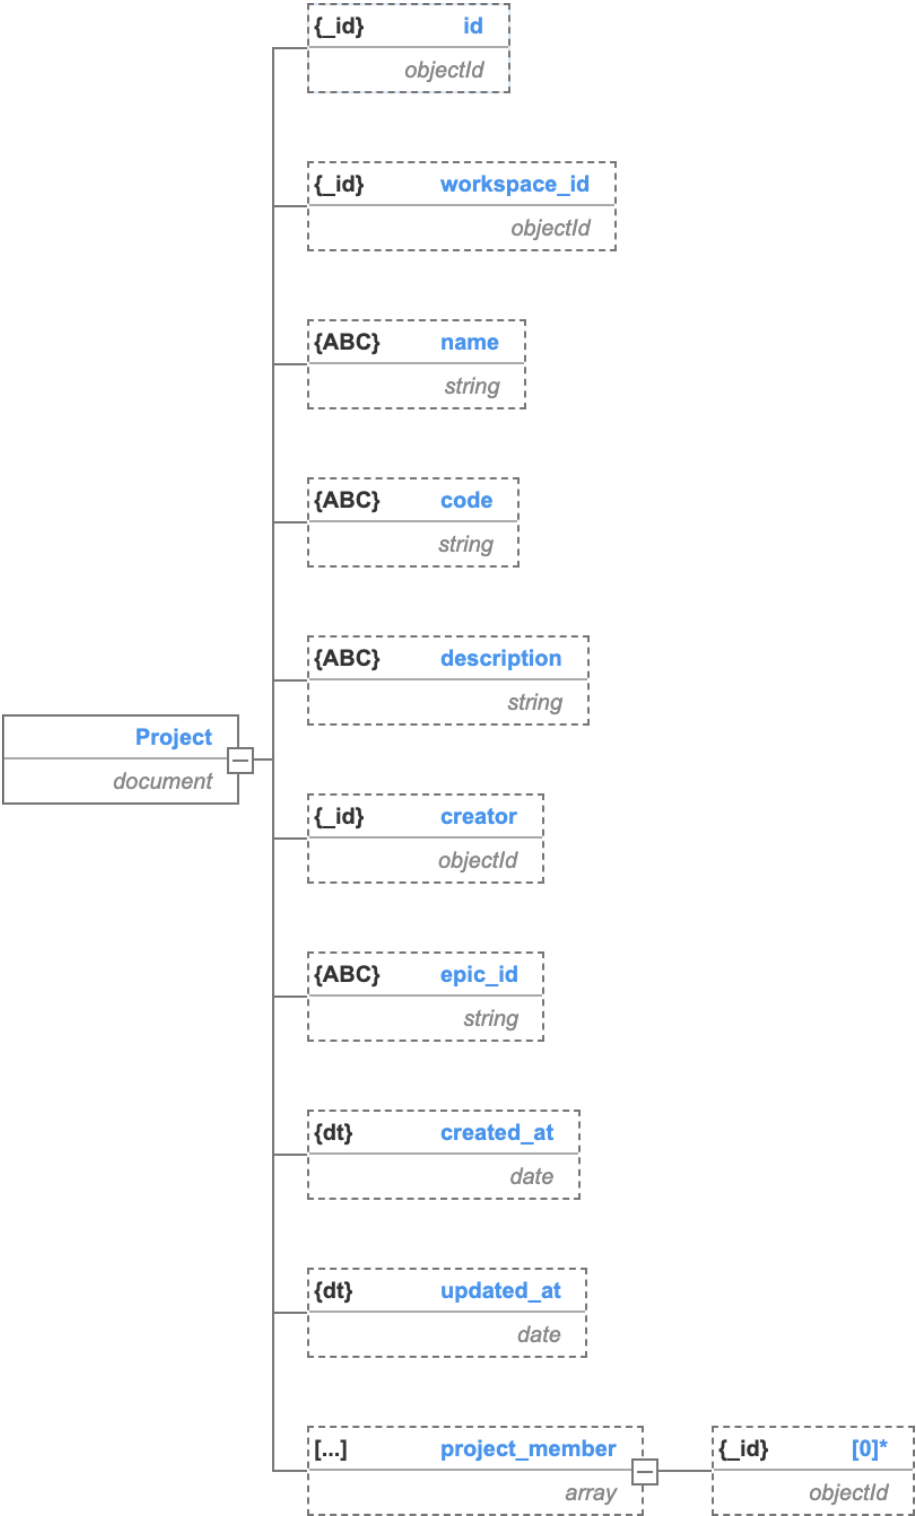 {_id} id
objectId
{_id} workspace_id
objectId
{ABC} name
string
{ABC} code
string
{ABC} description
string
Project
document
{_id} creator
objectId
{ABC} epic_id
string
{dt} created_at
date
{dt} updated_at
date
[...] project_member
array
{_id} [0]*
objectId